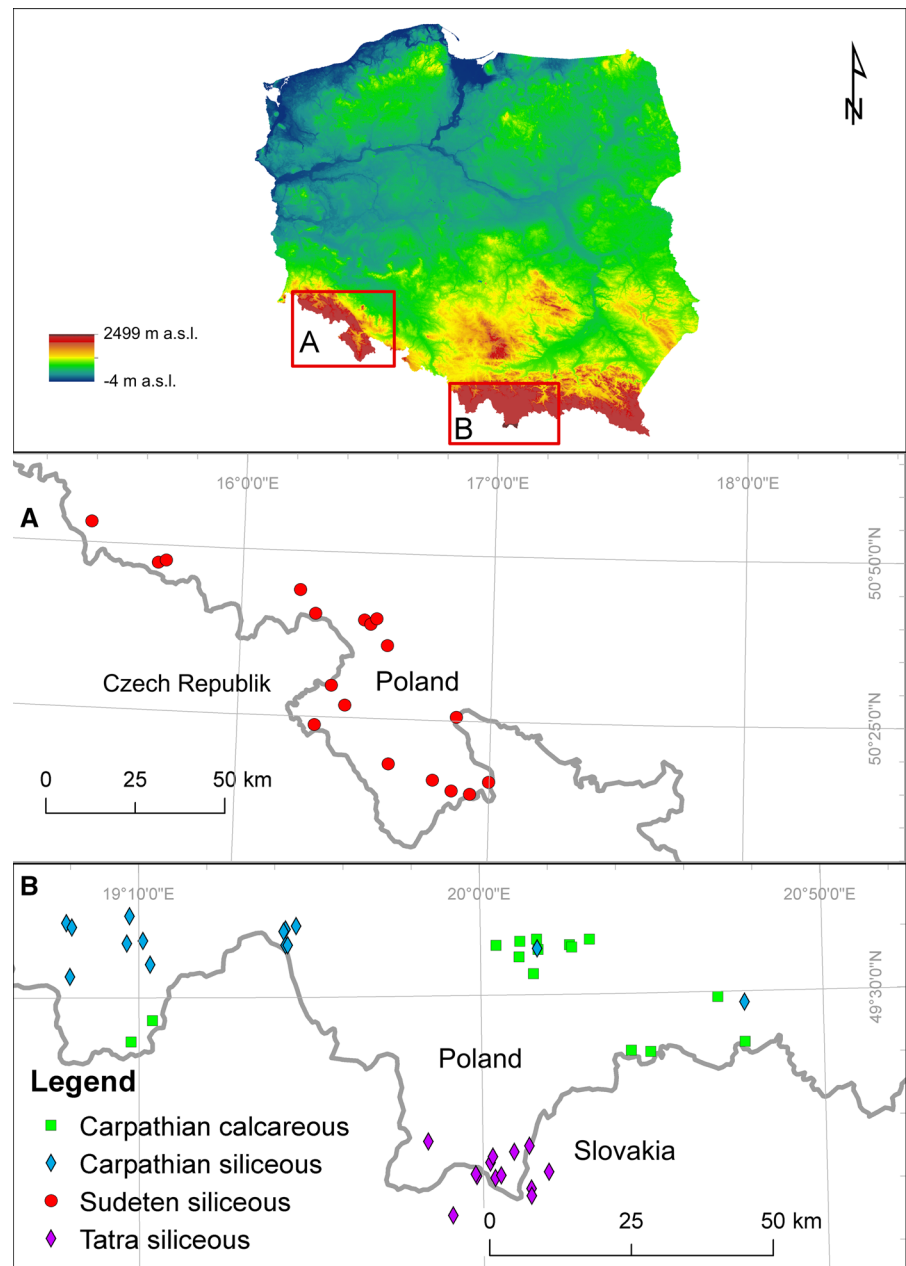 N
2499 m a.s.l.
-4 m a.s.l.
A
B
16°0'0"E 17°0'0"E 18°0'0"E
A
50°50'0"N
Czech Republik
Poland
50°25'0"N
0 25 50 km
B
19°10'0"E 20°0'0"E 20°50'0"E
49°30'0"N
Poland
Slovakia
Legend
Carpathian calcareous
Carpathian siliceous
Sudeten siliceous
Tatra siliceous
0 25 50 km